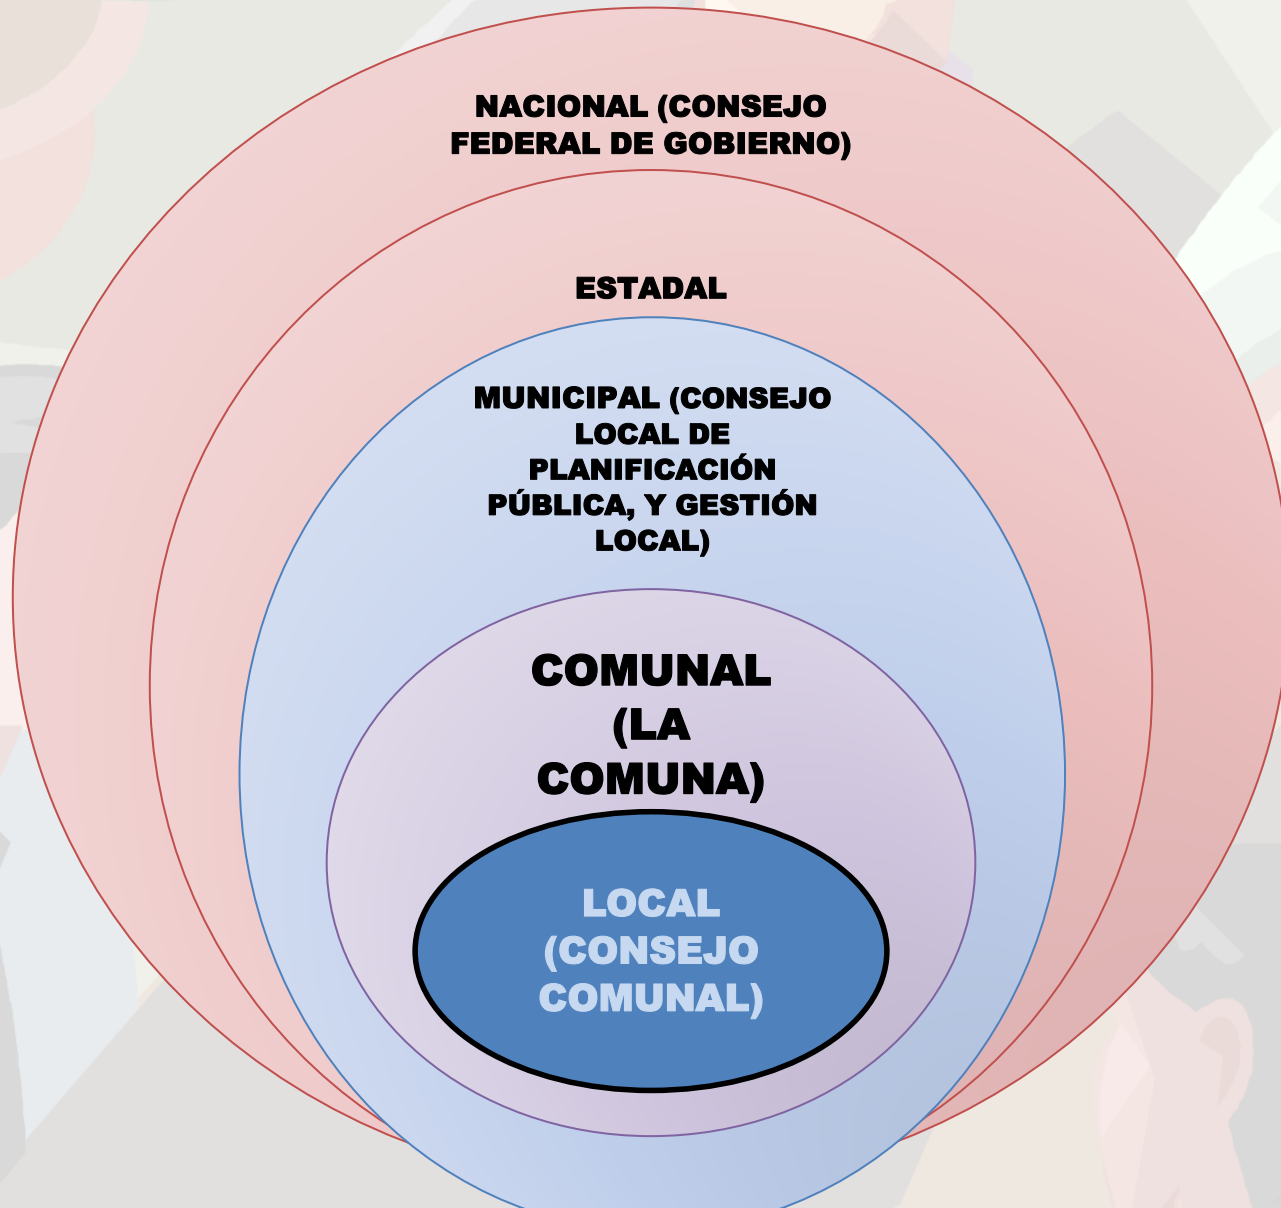 NACIONAL (CONSEJO
FEDERAL DE GOBIERNO)
ESTADAL
MUNICIPAL (CONSEJO
LOCAL DE
PLANIFICACIÓN
PÚBLICA, Y GESTIÓN
LOCAL)
COMUNAL
(LA
COMUNA)
LOCAL
(CONSEJO
COMUNAL)